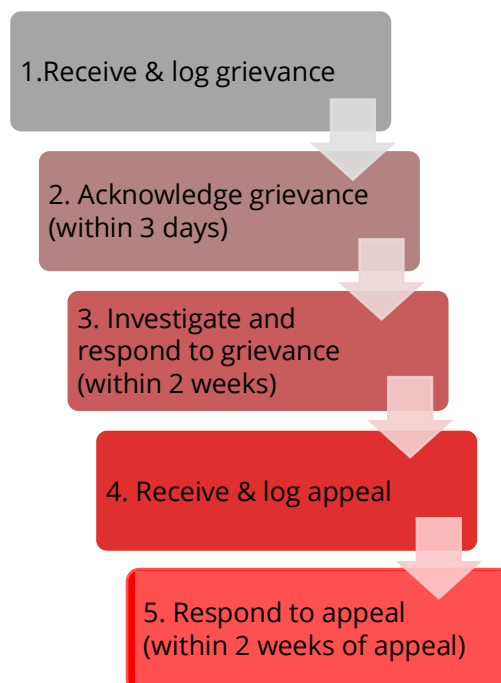 1.Receive & log grievance
2. Acknowledge grievance
(within 3 days)
3. Investigate and
respond to grievance
(within 2 weeks)
4. Receive & log appeal
5. Respond to appeal
(within 2 weeks of appeal)